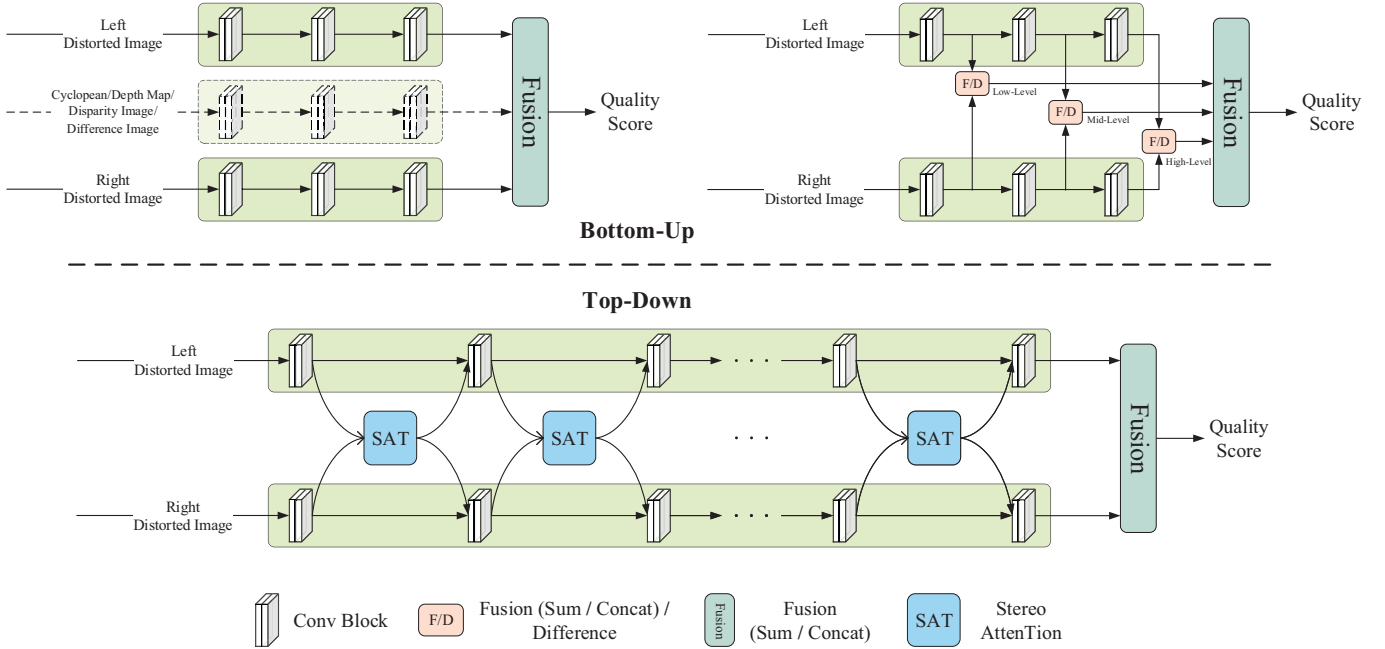 Left
Distorted Image
Cyclopean/Depth Map/
Disparity Image/
Difference Image
Right
Distorted Image
Fusion
Quality
Score
Left
Distorted Image
F/D
Low-Level
F/D
Mid-Level
F/D
High-Level
Right
Distorted Image
Fusion
Quality
Score
Bottom-Up
Top-Down
Left
Distorted Image
· · ·
SAT
SAT
· · ·
SAT
Right
Distorted Image
· · ·
Fusion
Quality
Score
Conv Block
F/D
Fusion (Sum / Concat) /
Difference
Fusion
Fusion
(Sum / Concat)
SAT
Stereo
AttenTion